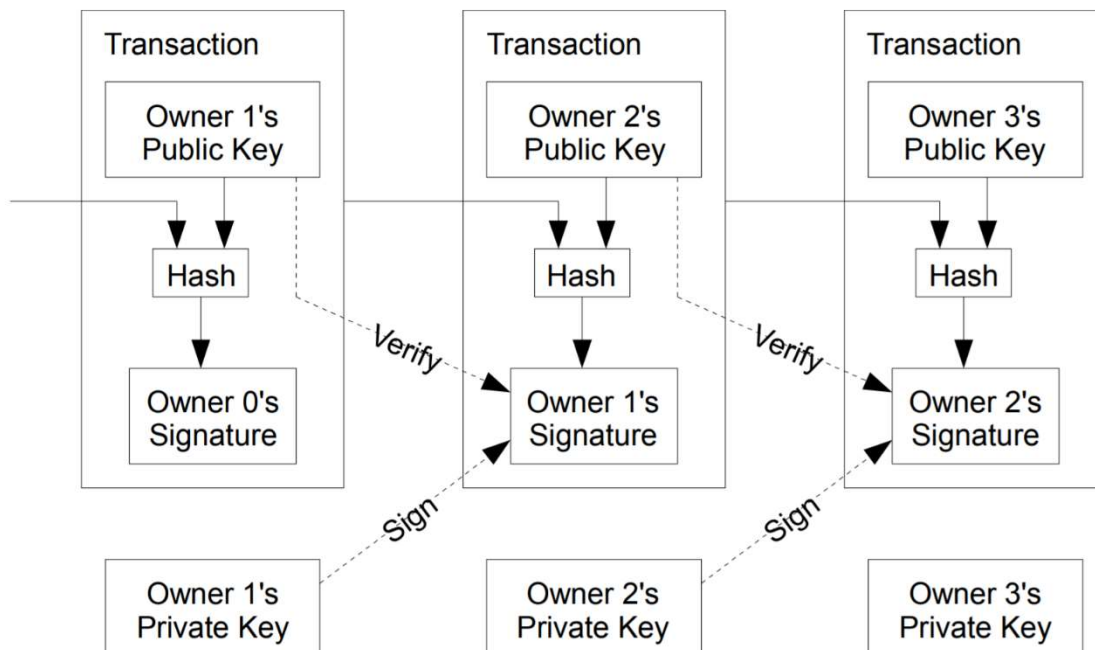 Transaction
Transaction
Transaction
Owner 1's
Public Key
Owner 2's
Public Key
Owner 3's
Public Key
Hash
Hash
Hash
Verify
Verify
Owner 0's
Signature
Owner 1's
Signature
Owner 2's
Signature
Sign
Sign
Owner 1's
Private Key
Owner 2's
Private Key
Owner 3's
Private Key